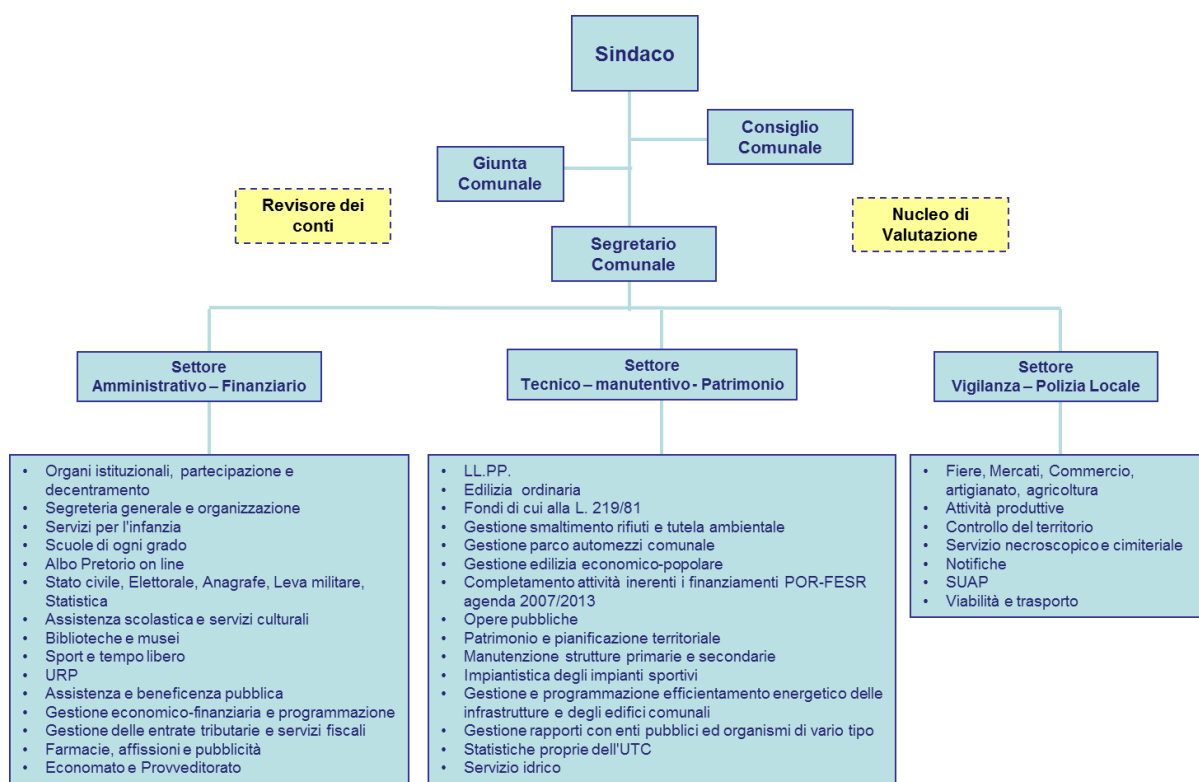 Sindaco
Consiglio
Comunale
Giunta
Comunale
Revisore dei
conti
Nucleo di
Valutazione
Segretario
Comunale
Settore
Amministrativo – Finanziario
Settore
Tecnico – manutentivo - Patrimonio
Settore
Vigilanza – Polizia Locale
• Organi istituzionali, partecipazione e
decentramento
• Segreteria generale e organizzazione
• Servizi per l'infanzia
• Scuole di ogni grado
• Albo Pretorio on line
• Stato civile, Elettorale, Anagrafe, Leva militare,
Statistica
• Assistenza scolastica e servizi culturali
• Biblioteche e musei
• Sport e tempo libero
• URP
• Assistenza e beneficenza pubblica
• Gestione economico-finanziaria e programmazione
• Gestione delle entrate tributarie e servizi fiscali
• Farmacie, affissioni e pubblicità
• Economato e Provveditorato
• LL.PP.
• Edilizia ordinaria
• Fondi di cui alla L. 219/81
• Gestione smaltimento rifiuti e tutela ambientale
• Gestione parco automezzi comunale
• Gestione edilizia economico-popolare
• Completamento attività inerenti i finanziamenti POR-FESR
agenda 2007/2013
• Opere pubbliche
• Patrimonio e pianificazione territoriale
• Manutenzione strutture primarie e secondarie
• Impiantistica degli impianti sportivi
• Gestione e programmazione efficientamento energetico delle
infrastrutture e degli edifici comunali
• Gestione rapporti con enti pubblici ed organismi di vario tipo
• Statistiche proprie dell'UTC
• Servizio idrico
• Fiere, Mercati, Commercio,
artigianato, agricoltura
• Attività produttive
• Controllo del territorio
• Servizio necroscopico e cimiteriale
• Notifiche
• SUAP
• Viabilità e trasporto